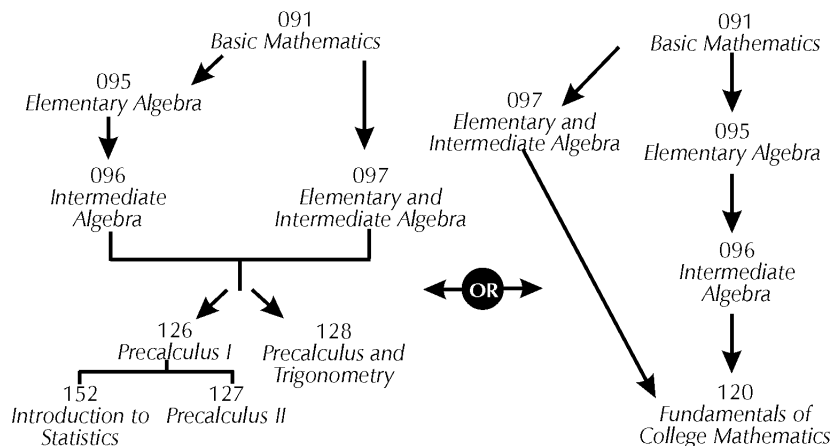 091
Basic Mathematics
095
Elementary Algebra
096
Intermediate
Algebra
097
Elementary and
Intermediate Algebra
126
Precalculus I
128
Precalculus and
Trigonometry
152
Introduction to
Statistics
127
Precalculus II
OR
091
Basic Mathematics
097
Elementary and
Intermediate Algebra
095
Elementary Algebra
096
Intermediate
Algebra
120
Fundamentals of
College Mathematics